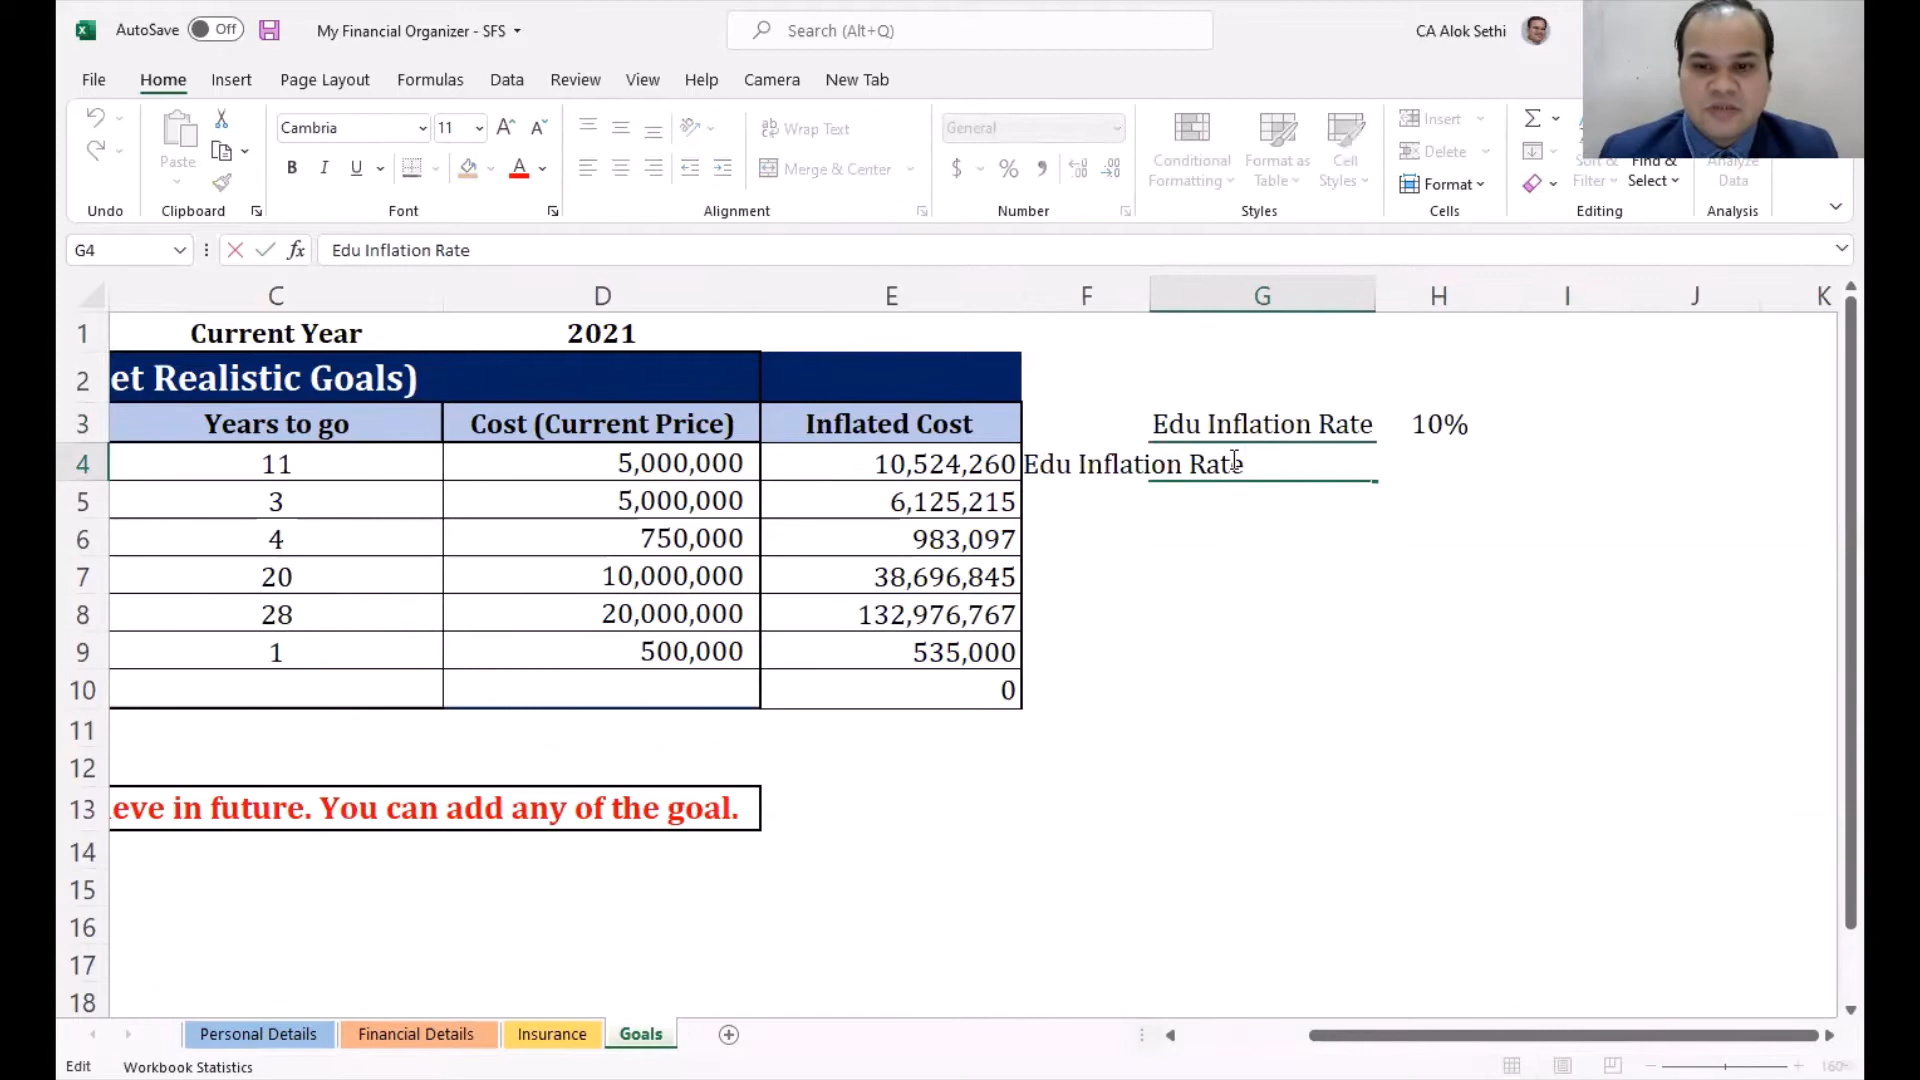 AutoSave Off My Financial Organizer - SFS Search (Alt+Q) CA Alok Sethi
File Home Insert Page Layout Formulas Data Review View Help Camera New Tab
Cambria 11 Wrap Text General Insert
Paste Conditional Format as Cell Delete Find & Analyze
B I U A Merge & Center $ % Formatting Table Styles Format Filter Select Data
Undo Clipboard Font Alignment Number Styles Cells Editing Analysis
G4 fx Edu Inflation Rate
C D E F G H I J K
1 Current Year 2021
2 et Realistic Goals)
3 Years to go Cost (Current Price) Inflated Cost Edu Inflation Rate 10%
4 11 5,000,000 10,524,260 Edu Inflation Rate
5 3 5,000,000 6,125,215
6 4 750,000 983,097
7 20 10,000,000 38,696,845
8 28 20,000,000 132,976,767
9 1 500,000 535,000
10 0
11
12
13 eve in future. You can add any of the goal.
14
15
16
17
18
Personal Details Financial Details Insurance Goals
Edit Workbook Statistics 160%